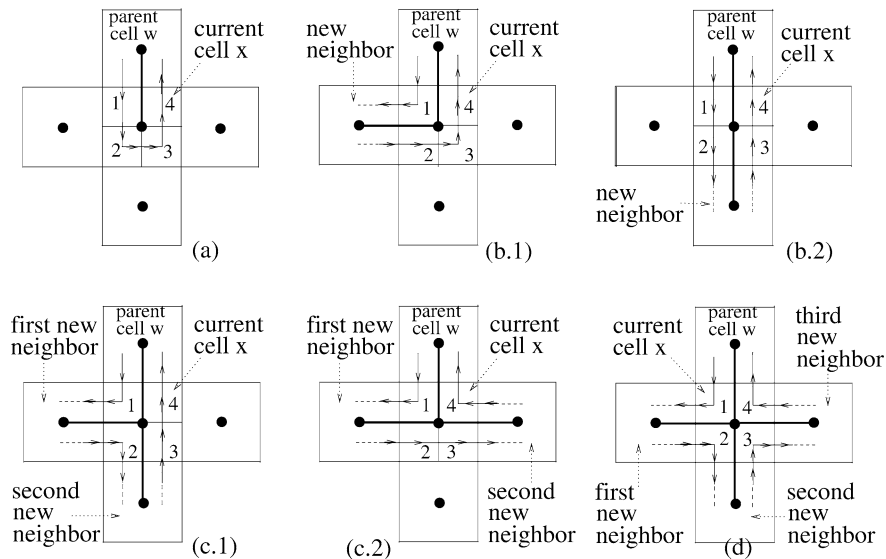 parent
cell w
current
cell x
1
4
2
3
(a)
new
neighbor
parent
cell w
current
cell x
1
4
2
3
(b.1)
parent
cell w
current
cell x
1
4
2
3
new
neighbor
(b.2)
first new
neighbor
parent
cell w
current
cell x
1
4
2
3
second
new
neighbor
(c.1)
first new
neighbor
parent
cell w
current
cell x
1
4
2
3
second
new
neighbor
(c.2)
current
cell x
parent
cell w
third
new
neighbor
1
4
2
3
first
new
neighbor
second
new
neighbor
(d)